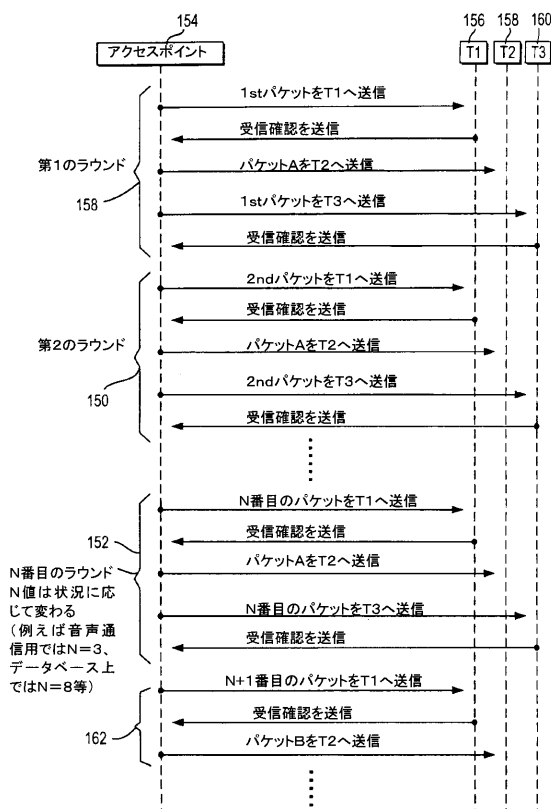 154
156 158 160
アクセスポイント T1 T2 T3
1stパケットをT1へ送信
受信確認を送信
第1のラウンド
パケットAをT2へ送信
158
1stパケットをT3へ送信
受信確認を送信
2ndパケットをT1へ送信
受信確認を送信
第2のラウンド
パケットAをT2へ送信
150
2ndパケットをT3へ送信
受信確認を送信
152
N番目のパケットをT1へ送信
受信確認を送信
N番目のラウンド
N値は状況に応
じて変わる
(例えば音声通
信用ではN=3、
データベース上
ではN=8等)
パケットAをT2へ送信
N番目のパケットをT3へ送信
受信確認を送信
N+1番目のパケットをT1へ送信
受信確認を送信
162
パケットBをT2へ送信